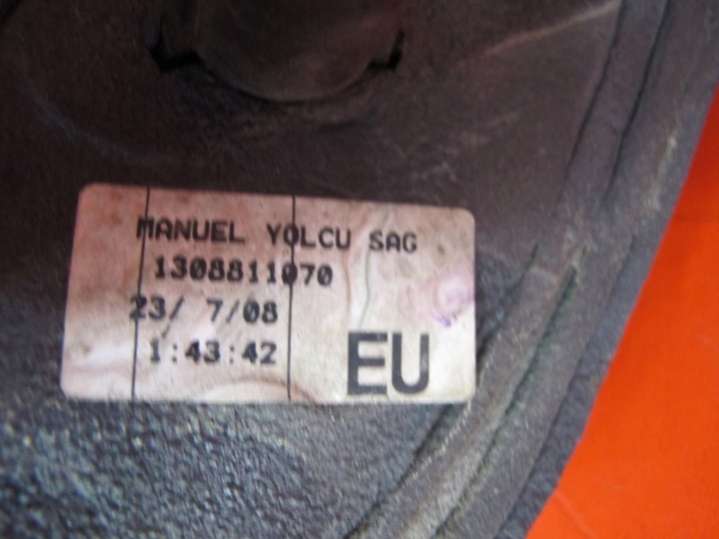 MANUEL YOLCU SAG
1308811070
23/ 7/08
1:43:42
EU